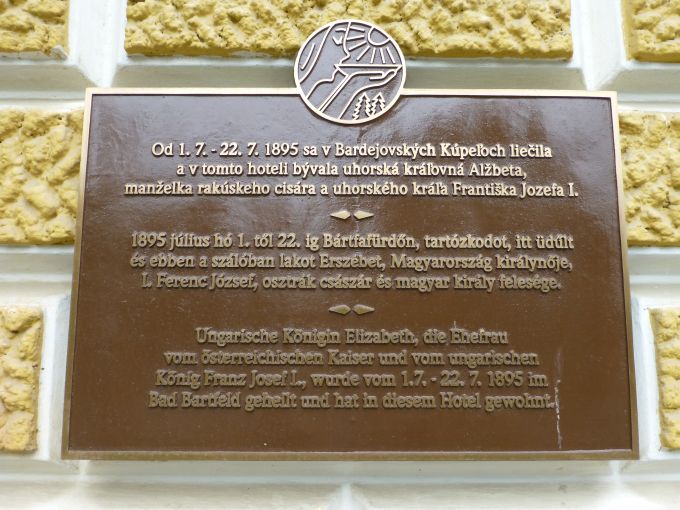 Od 1. 7. - 22. 7. 1895 sa v Bardejovských Kúpeľoch liečila
a v tomto hoteli bývala uhorská kráľovná Alžbeta,
manželka rakúskeho cisára a uhorského kráľa Františka Jozefa I.
1895 július hó 1. től 22. ig Bártfafürdőn, tartózkodot, itt üdült
és ebben a szálóban lakot Erszébet, Magyarország királynője,
I. Ferenc József, osztrák császár és magyar király felesége.
Ungarische Königin Elizabeth, die Ehefrau
vom österreichischen Kaiser und vom ungarischen
König Franz Josef I., wurde vom 1.7. - 22. 7. 1895 im
Bad Bartfeld geheilt und hat in diesem Hotel gewohnt.